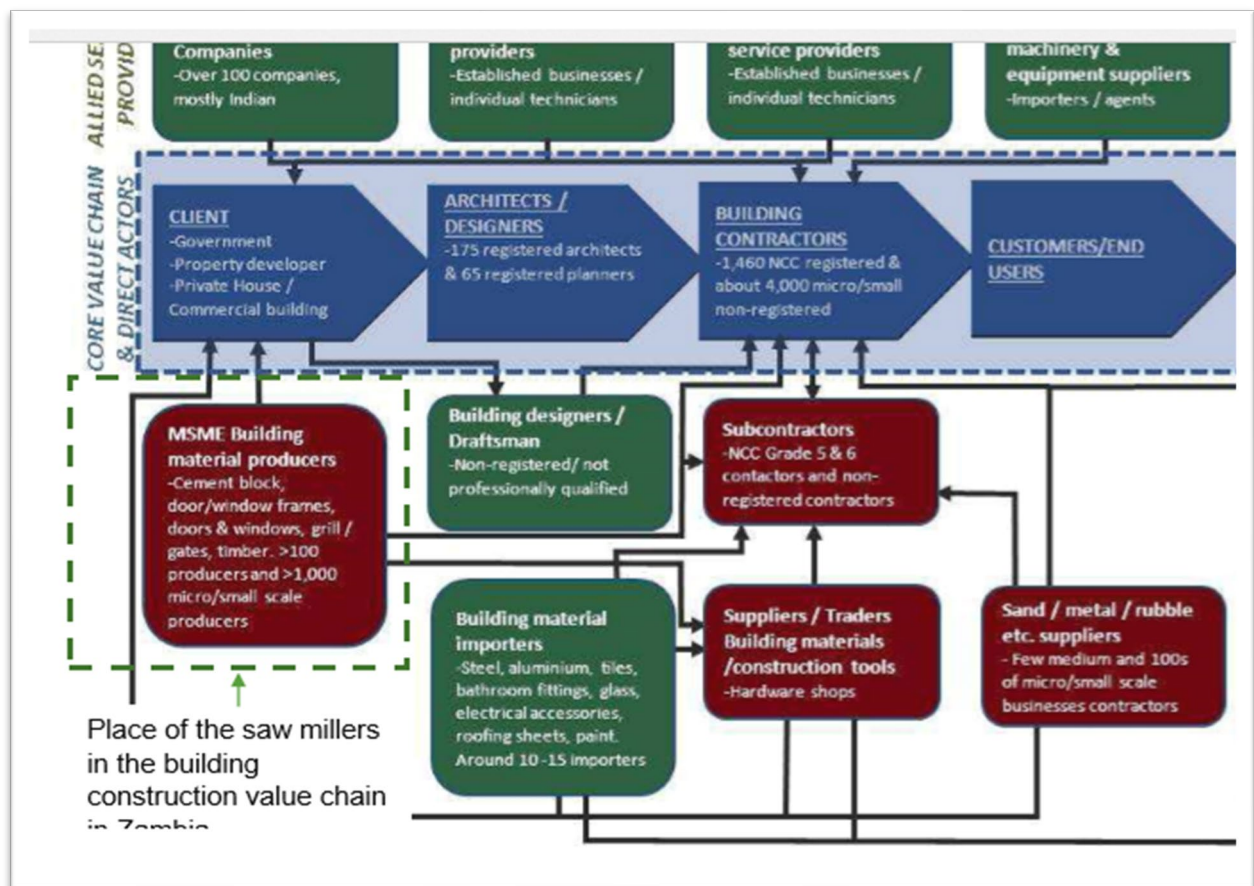 ALLIED SE
PROVID
Companies
-Over 100 companies,
mostly Indian
providers
-Established businesses /
individual technicians
service providers
-Established businesses /
individual technicians
machinery &
equipment suppliers
-Importers / agents
CORE VALUE CHAIN
& DIRECT ACTORS
CLIENT
-Government
-Property developer
-Private House /
Commercial building
ARCHITECTS /
DESIGNERS
-175 registered architects
& 65 registered planners
BUILDING
CONTRACTORS
-1,460 NCC registered &
about 4,000 micro/small
non-registered
CUSTOMERS/END
USERS
MSME Building
material producers
-Cement block,
door/window frames,
doors & windows, grill /
gates, timber. >100
producers and >1,000
micro/small scale
producers
Building designers /
Draftsman
-Non-registered/ not
professionally qualified
Subcontractors
-NCC Grade 5 & 6
contactors and non-
registered contractors
Building material
importers
-Steel, aluminium, tiles,
bathroom fittings, glass,
electrical accessories,
roofing sheets, paint.
Around 10 -15 importers
Suppliers / Traders
Building materials
/construction tools
-Hardware shops
Sand / metal / rubble
etc. suppliers
- Few medium and 100s
of micro/small scale
businesses contractors
Place of the saw millers
in the building
construction value chain
in Zambia